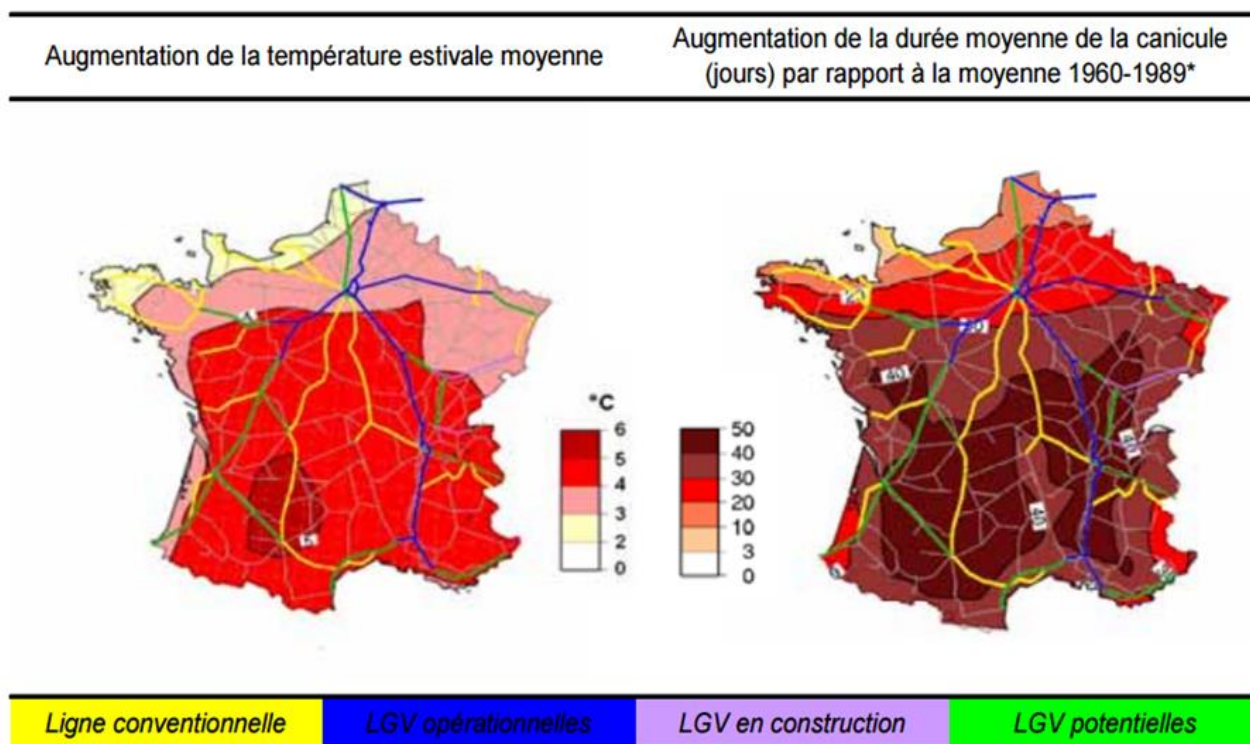 Augmentation de la température estivale moyenne
Augmentation de la durée moyenne de la canicule
(jours) par rapport à la moyenne 1960-1989*
4
5
°C
6
5
4
3
2
0
50
40
30
20
10
3
0
40
40
40
Ligne conventionnelle
LGV opérationnelles
LGV en construction
LGV potentielles